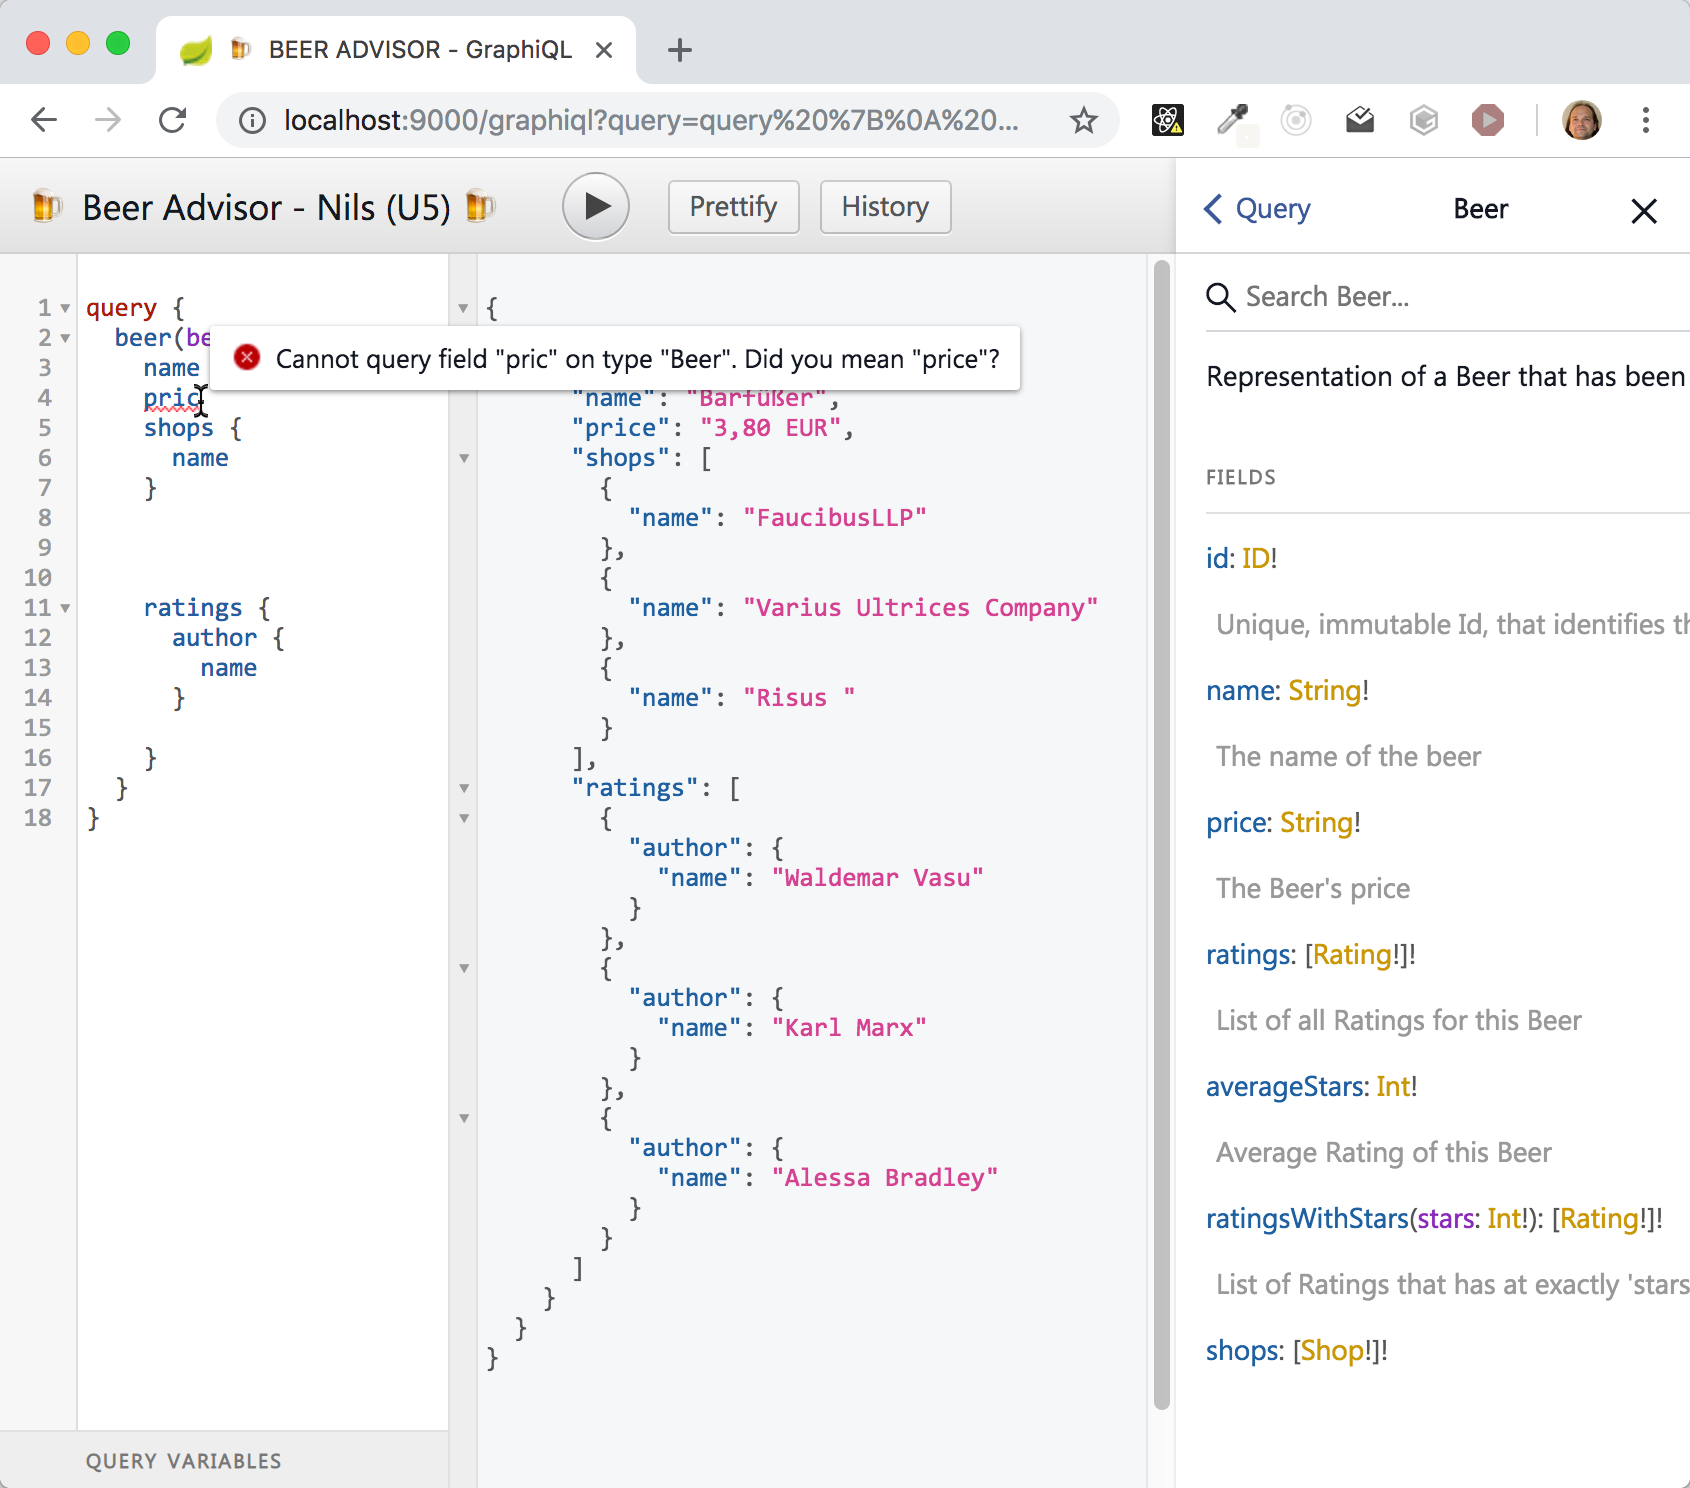 BEER ADVISOR - GraphiQL
localhost:9000/graphiql?query=query%20%7B%0A%20...
Beer Advisor - Nils (U5)
Prettify
History
Query
Beer
1 query {
2 beer(be
3 name
4 pric
5 shops {
6 name
7 }
8
9
10
11 ratings {
12 author {
13 name
14 }
15
16 }
17 }
18 }
QUERY VARIABLES
Cannot query field "pric" on type "Beer". Did you mean "price"?
{
"name": "Barfüßer",
"price": "3,80 EUR",
"shops": [
{
"name": "FaucibusLLP"
},
{
"name": "Varius Ultrices Company"
},
{
"name": "Risus "
}
],
"ratings": [
{
"author": {
"name": "Waldemar Vasu"
}
},
{
"author": {
"name": "Karl Marx"
}
},
{
"author": {
"name": "Alessa Bradley"
}
}
]
}
}
}
Search Beer...
Representation of a Beer that has been
FIELDS
id: ID!
Unique, immutable Id, that identifies th
name: String!
The name of the beer
price: String!
The Beer's price
ratings: [Rating!]!
List of all Ratings for this Beer
averageStars: Int!
Average Rating of this Beer
ratingsWithStars(stars: Int!): [Rating!]!
List of Ratings that has at exactly 'stars
shops: [Shop!]!